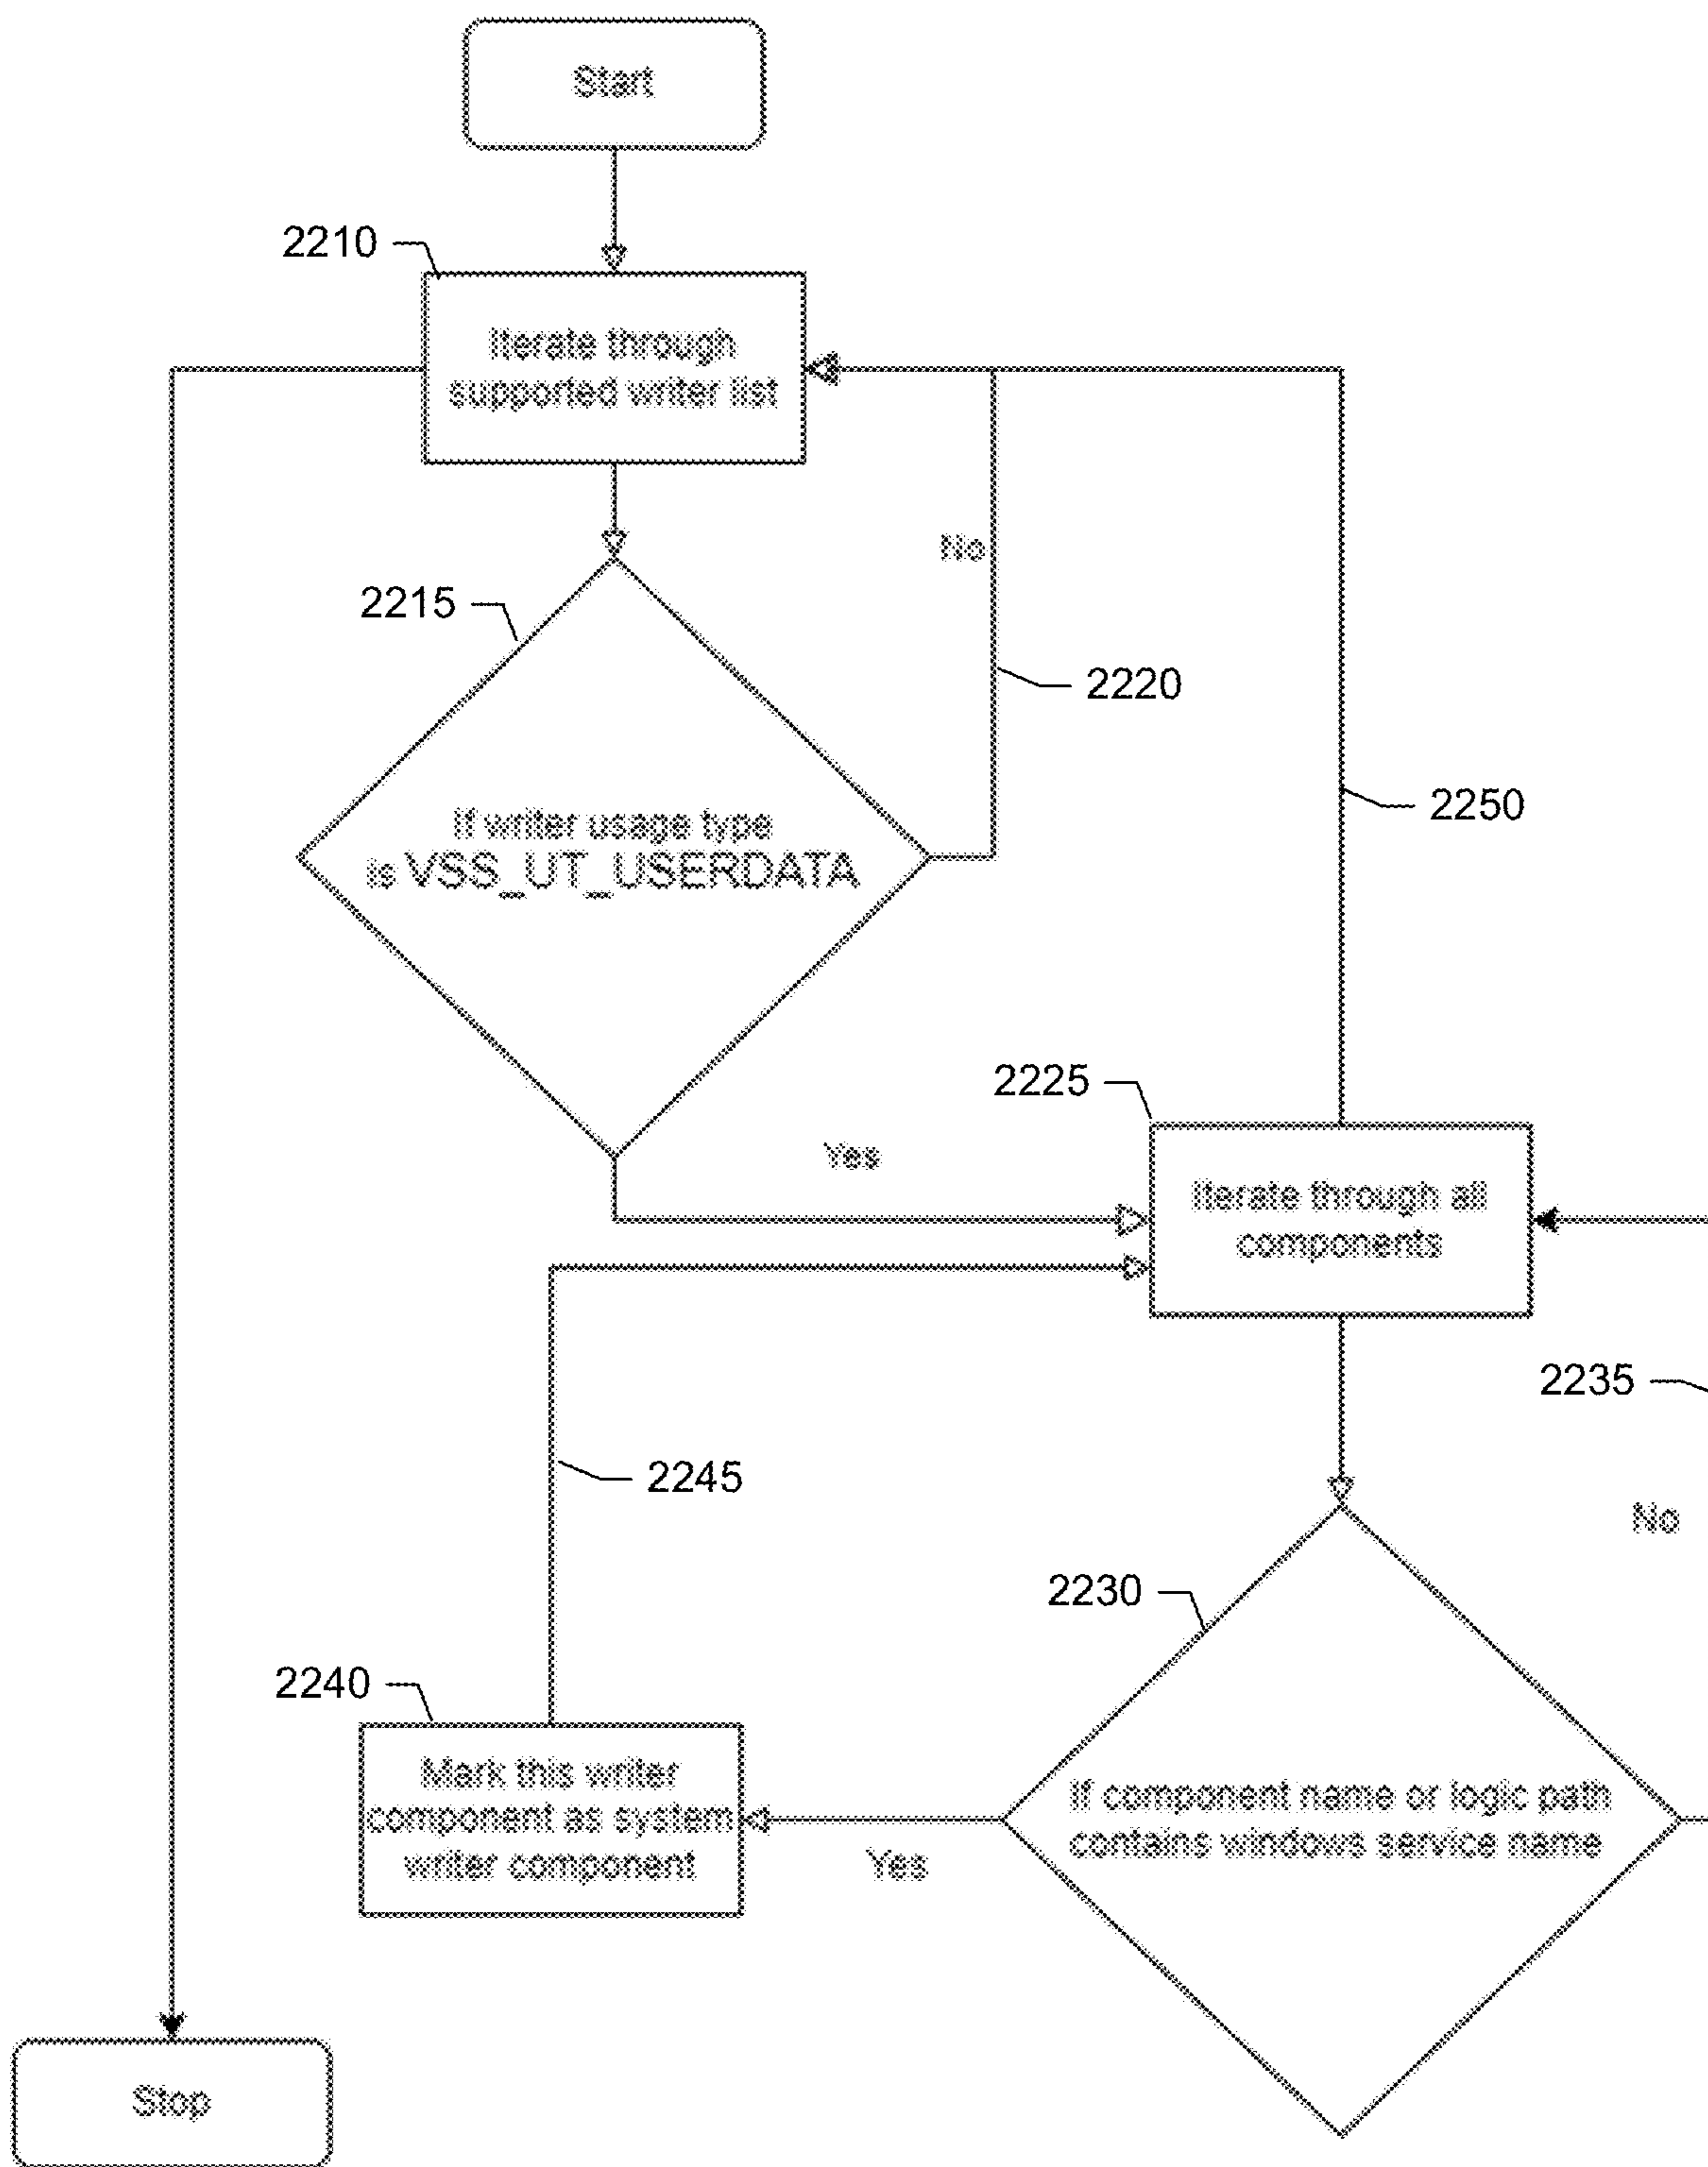 Start
2210
Iterate through
supported writer list
No
2215
2220
If writer usage type
is VSS_UT_USERDATA
2250
2225
Yes
Iterate through all
components
2235
2245
No
2230
2240
Mark this writer
component as system
writer component
If component name or logic path
contains windows service name
Yes
Stop